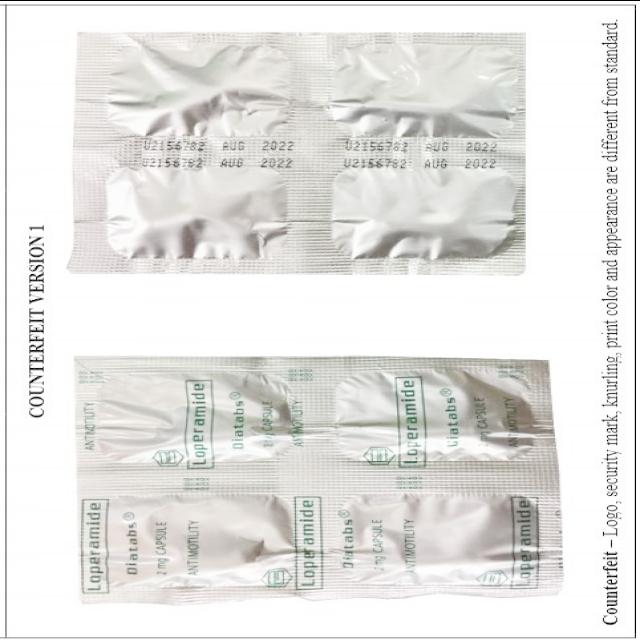 COUNTERFEIT VERSION 1
U2156782 AUG 2022 U2156782 AUG 2022
U2156782 AUG 2022 U2156782 AUG 2022
ANTIMOTILITY
Loperamide
Diatabs®
CAPSULE
ANTIMOTILITY
Loperamide
Diatabs®
mg CAPSULE
ANTIMOTILITY
Loperamide
Diatabs®
2 mg CAPSULE
ANTIMOTILITY
Loperamide
Diatabs®
2 mg CAPSULE
ANTIMOTILITY
Loperamide
Counterfeit – Logo, security mark, knurling, print color and appearance are different from standard.